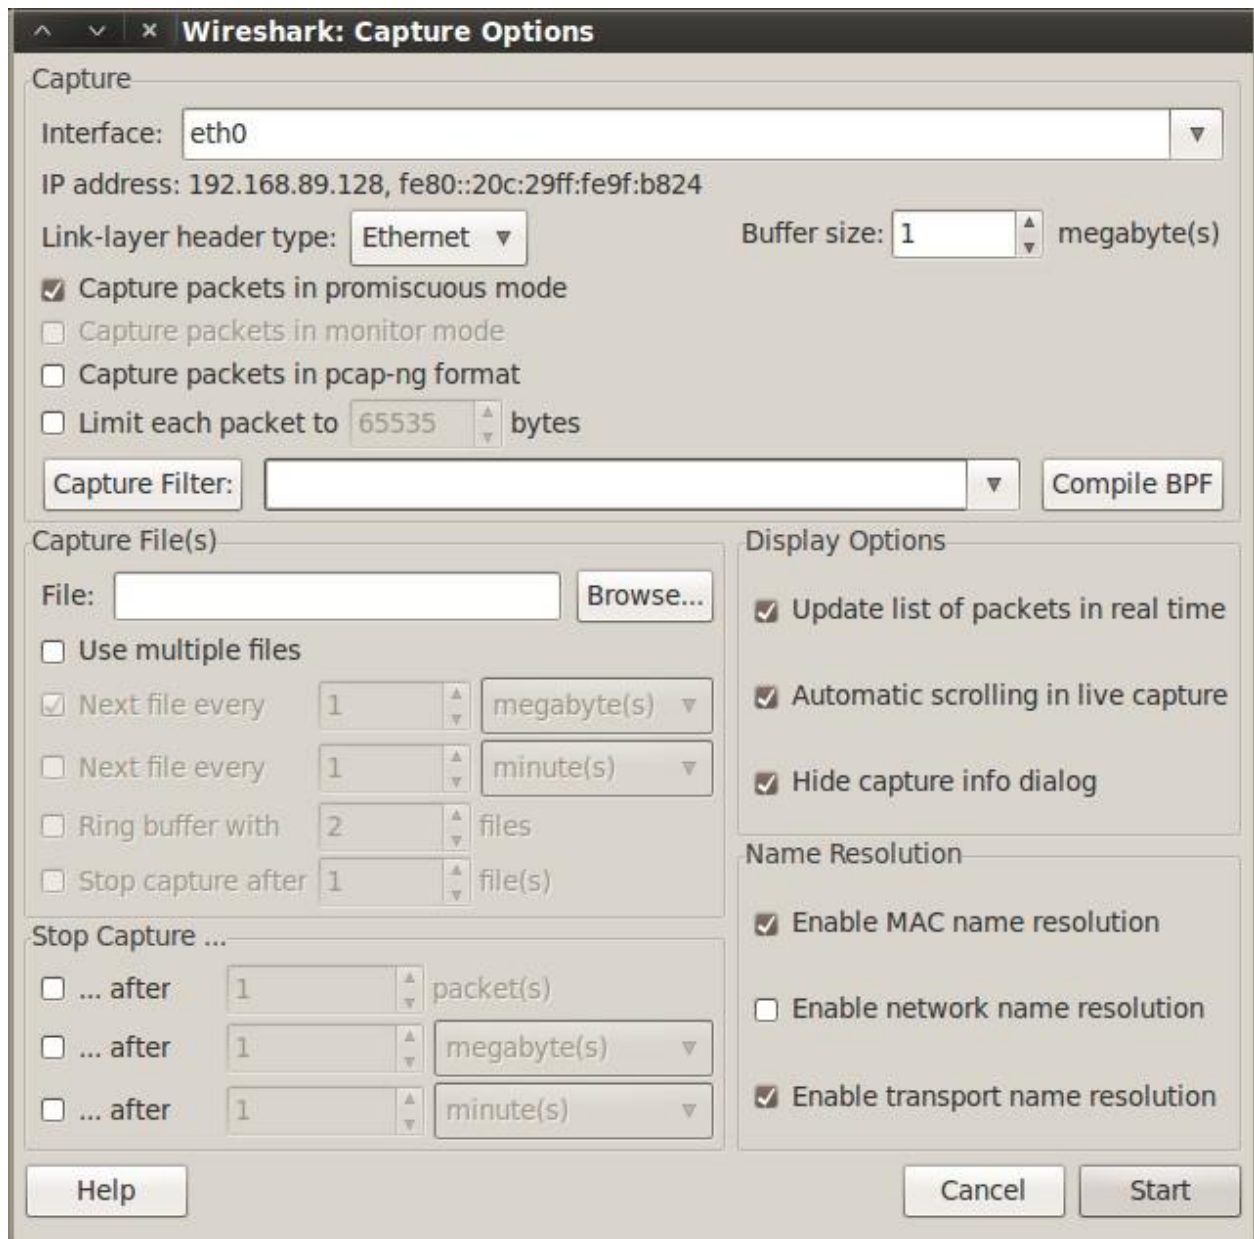 Wireshark: Capture Options
Capture
Interface: eth0
IP address: 192.168.89.128, fe80::20c:29ff:fe9f:b824
Link-layer header type: Ethernet Buffer size: 1 megabyte(s)
Capture packets in promiscuous mode
Capture packets in monitor mode
Capture packets in pcap-ng format
Limit each packet to 65535 bytes
Capture Filter: Compile BPF
Capture File(s)
File: Browse...
Use multiple files
Next file every 1 megabyte(s)
Next file every 1 minute(s)
Ring buffer with 2 files
Stop capture after 1 file(s)
Stop Capture ...
... after 1 packet(s)
... after 1 megabyte(s)
... after 1 minute(s)
Display Options
Update list of packets in real time
Automatic scrolling in live capture
Hide capture info dialog
Name Resolution
Enable MAC name resolution
Enable network name resolution
Enable transport name resolution
Help Cancel Start